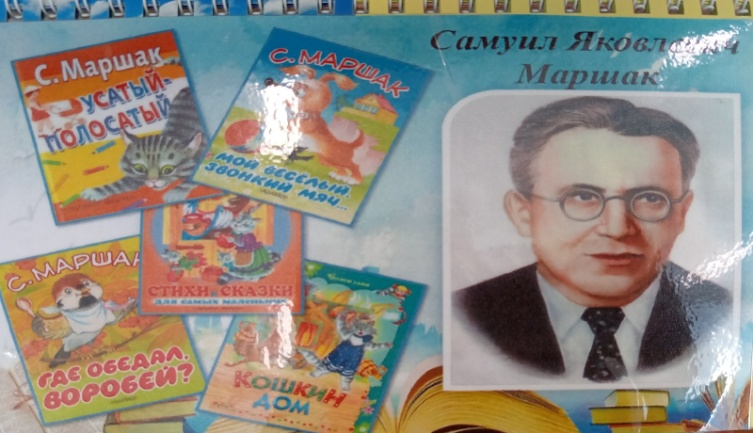 С. Маршак
УСАТЫЙ-
ПОЛОСАТЫЙ
С. МАРШАК
МОЙ ВЕСЕЛЫЙ,
ЗВОНКИЙ МЯЧ...
Самуил Яковлевич
Маршак
СТИХИ и СКАЗКИ
для самых маленьких
С. МАРШАК
ГДЕ ОБЕДАЛ,
ВОРОБЕЙ?
КОШКИН
ДОМ